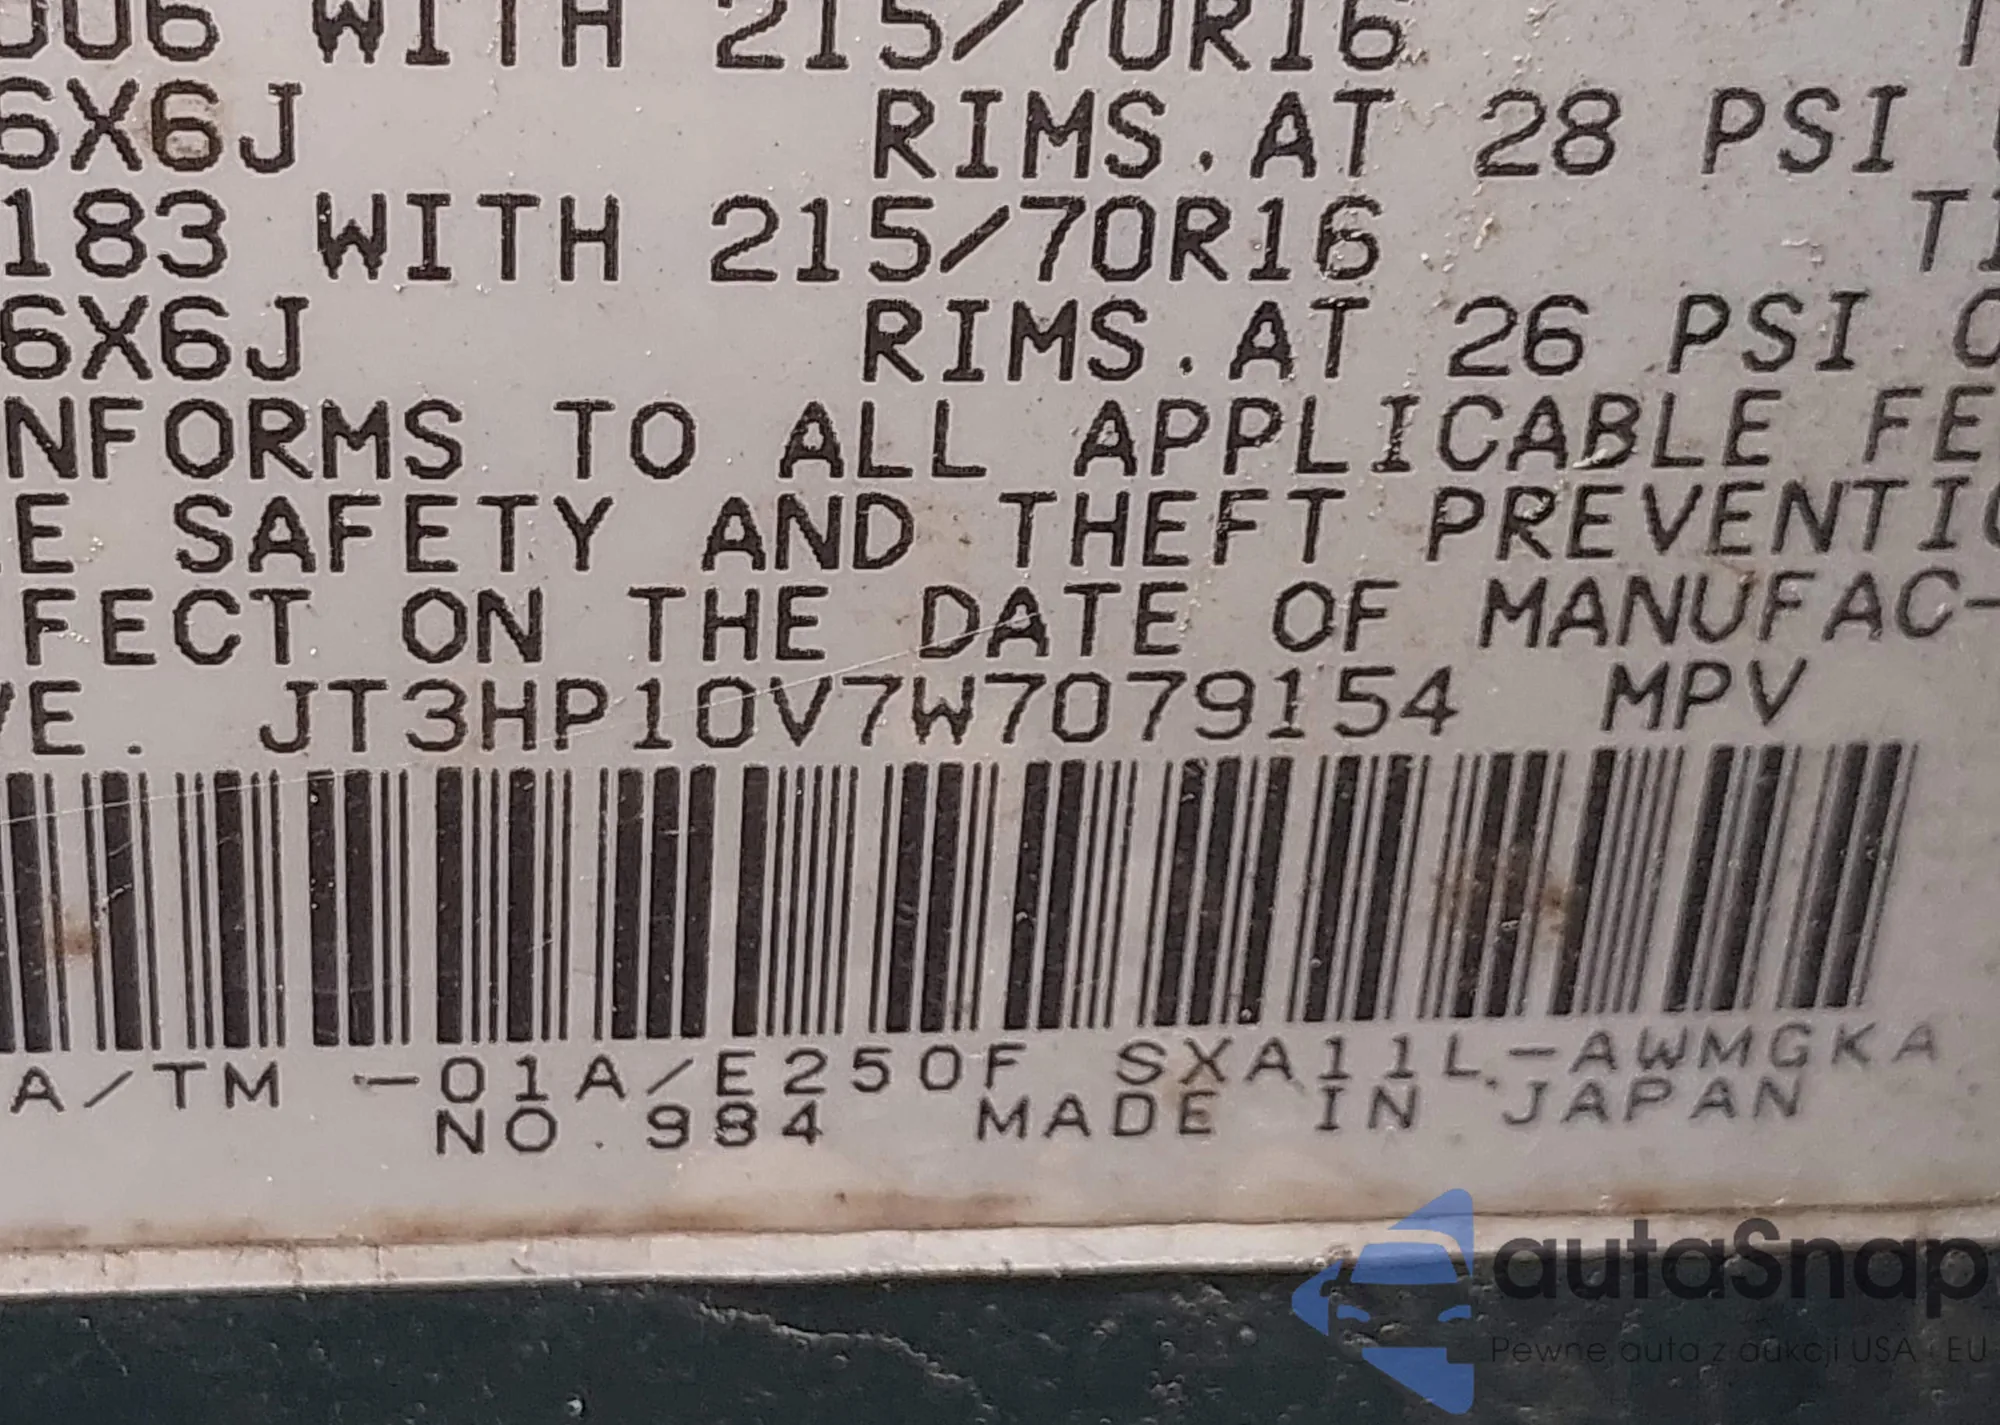 006 WITH 215/70R16
6X6J RIMS.AT 28 PSI
183 WITH 215/70R16
6X6J RIMS.AT 26 PSI
NFORMS TO ALL APPLICABLE FE
E SAFETY AND THEFT PREVENTI
FECT ON THE DATE OF MANUFAC-
VE. JT3HP10V7W7079154 MPV
A/TM -01A/E250F SXA11L-AWMGKA
NO.984 MADE IN JAPAN
autaSnap
Pewne auta z aukcji USA i EU